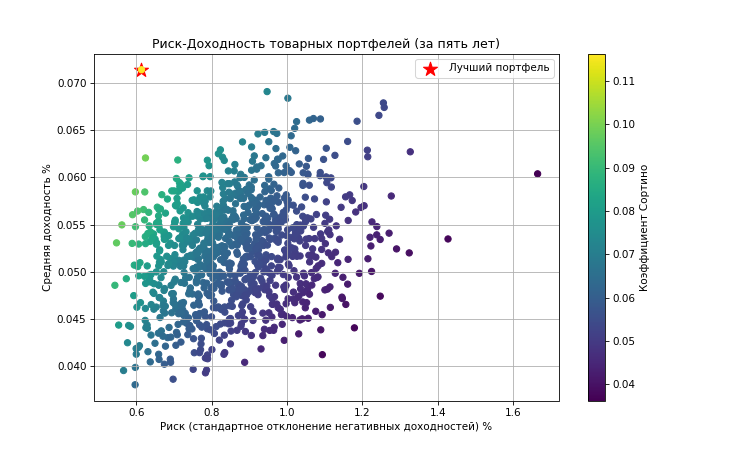 Риск-Доходность товарных портфелей (за пять лет)
Лучший портфель
Средняя доходность %
0.070
0.065
0.060
0.055
0.050
0.045
0.040
0.6 0.8 1.0 1.2 1.4 1.6
Риск (стандартное отклонение негативных доходностей) %
0.11
0.10
0.09
0.08
0.07
0.06
0.05
0.04
Коэффициент Сортино